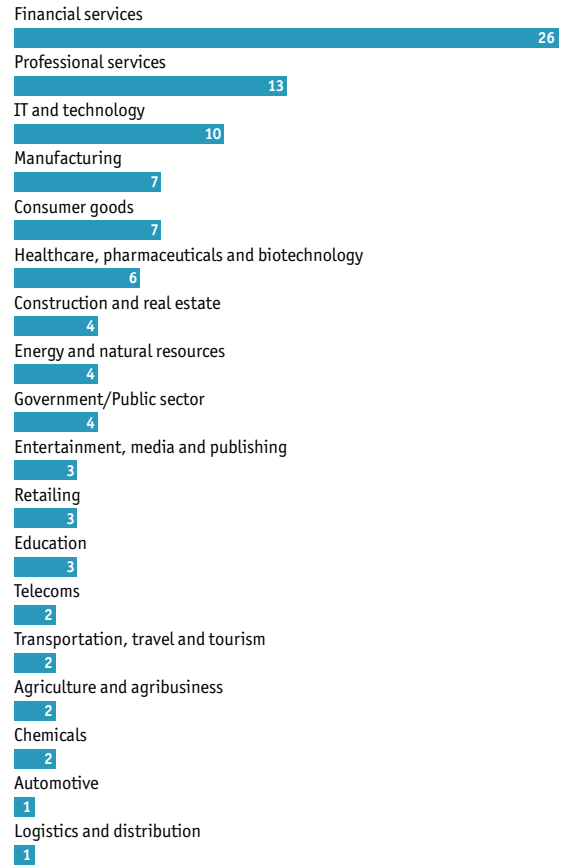 Financial services
26
Professional services
13
IT and technology
10
Manufacturing
7
Consumer goods
7
Healthcare, pharmaceuticals and biotechnology
6
Construction and real estate
4
Energy and natural resources
4
Government/Public sector
4
Entertainment, media and publishing
3
Retailing
3
Education
3
Telecoms
2
Transportation, travel and tourism
2
Agriculture and agribusiness
2
Chemicals
2
Automotive
1
Logistics and distribution
1